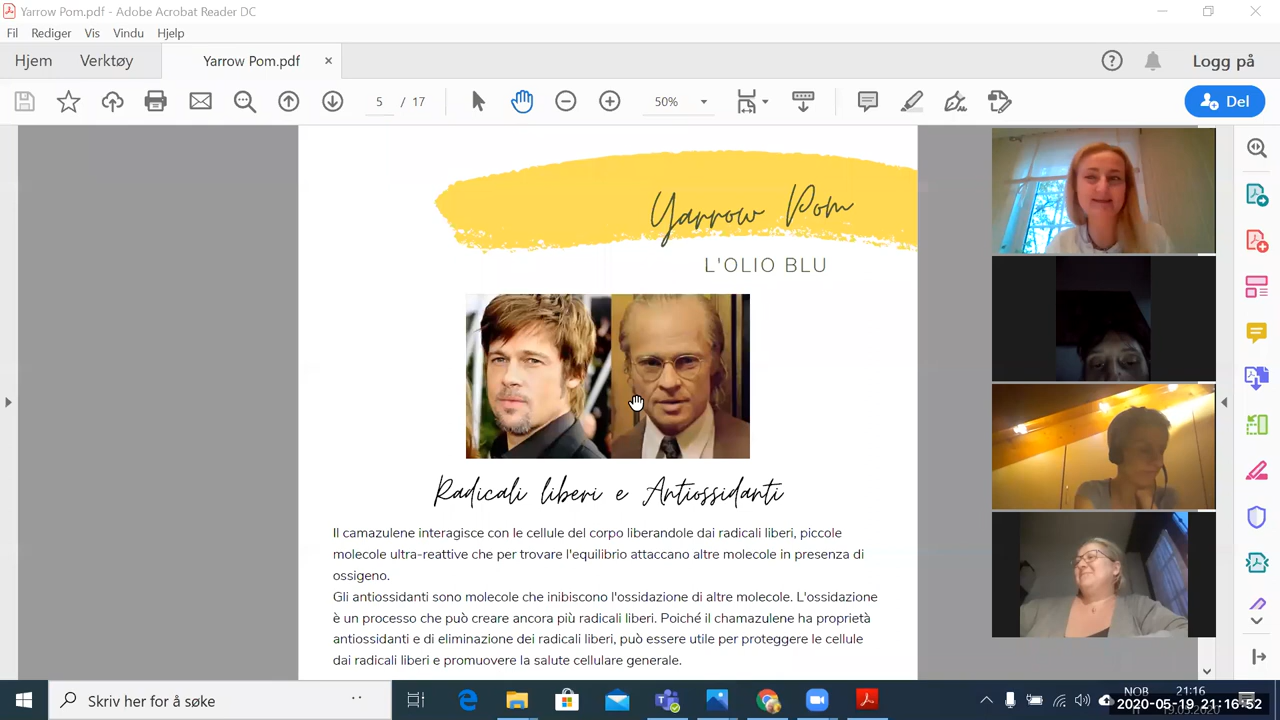 Yarrow Pom.pdf - Adobe Acrobat Reader DC
Fil Rediger Vis Vindu Hjelp
Hjem Verktøy Yarrow Pom.pdf × Logg på
5 / 17 50% Del
Yarrow Pom
L'OLIO BLU
Radicali liberi e Antiossidanti
Il camazulene interagisce con le cellule del corpo liberandole dai radicali liberi, piccole
molecole ultra-reattive che per trovare l'equilibrio attaccano altre molecole in presenza di
ossigeno.
Gli antiossidanti sono molecole che inibiscono l'ossidazione di altre molecole. L'ossidazione
è un processo che può creare ancora più radicali liberi. Poiché il chamazulene ha proprietà
antiossidanti e di eliminazione dei radicali liberi, può essere utile per proteggere le cellule
dai radicali liberi e promuovere la salute cellulare generale.
Skriv her for å søke
NOB 21:16
2020-05-19 21:16:52